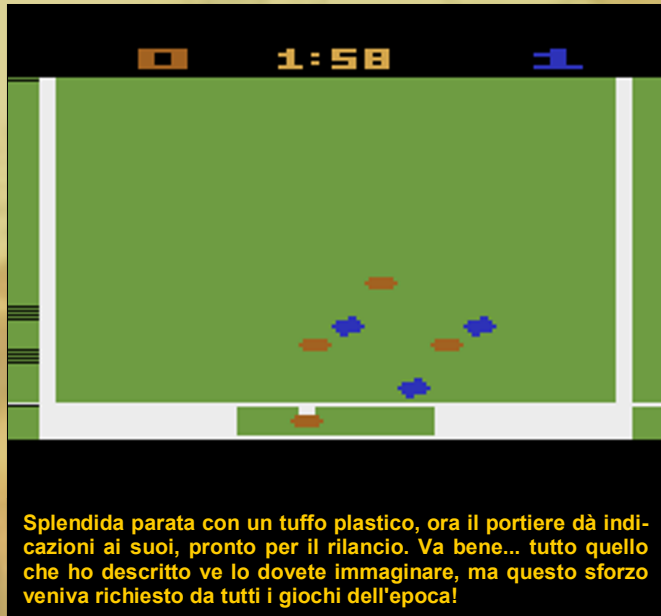 0 1:58 1
Splendida parata con un tuffo plastico, ora il portiere dà indi-
cazioni ai suoi, pronto per il rilancio. Va bene... tutto quello
che ho descritto ve lo dovete immaginare, ma questo sforzo
veniva richiesto da tutti i giochi dell'epoca!